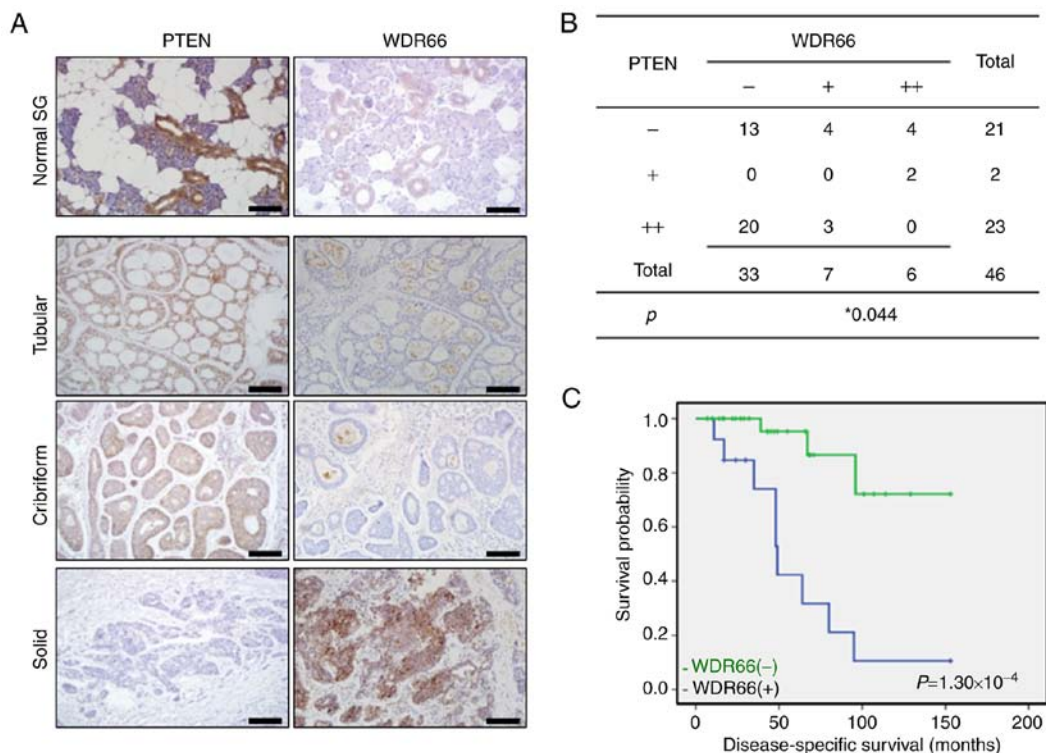 A
PTEN WDR66
Normal SG
Tubular
Cribriform
Solid
B
WDR66
PTEN Total
− + ++
− 13 4 4 21
+ 0 0 2 2
++ 20 3 0 23
Total 33 7 6 46
p *0.044
C
Survival probability
1.0
0.8
0.6
0.4
0.2
0.0
- WDR66(−)
- WDR66(+)
P=1.30×10⁻⁴
0 50 100 150 200
Disease-specific survival (months)